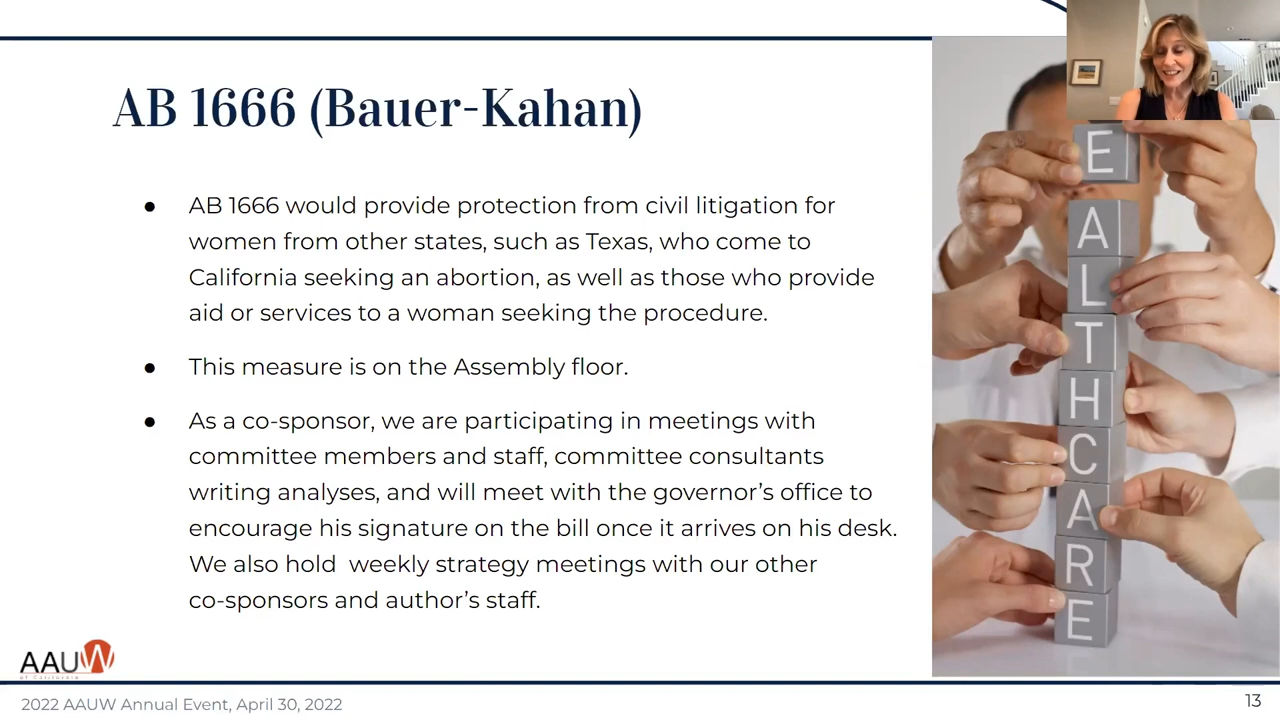 AB 1666 (Bauer-Kahan)
● AB 1666 would provide protection from civil litigation for
women from other states, such as Texas, who come to
California seeking an abortion, as well as those who provide
aid or services to a woman seeking the procedure.
● This measure is on the Assembly floor.
● As a co-sponsor, we are participating in meetings with
committee members and staff, committee consultants
writing analyses, and will meet with the governor's office to
encourage his signature on the bill once it arrives on his desk.
We also hold  weekly strategy meetings with our other
co-sponsors and author's staff.
E
A
L
T
H
C
A
R
E
AAUW
of California
2022 AAUW Annual Event, April 30, 2022
13